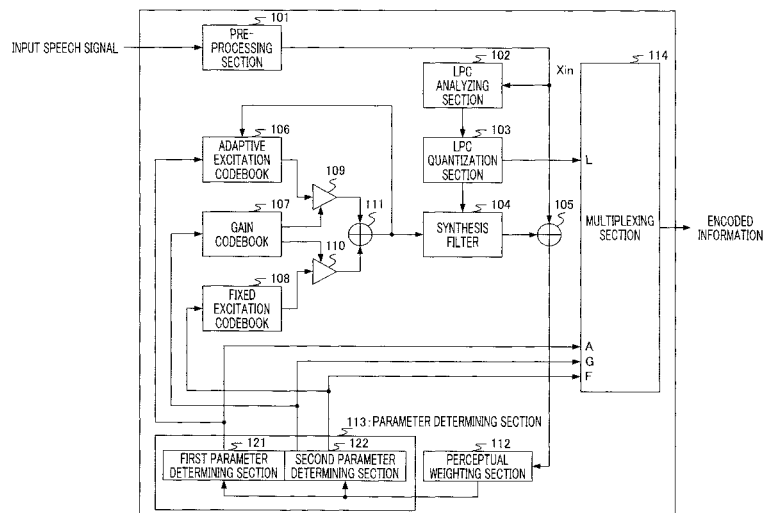 101
PRE-
PROCESSING
SECTION
INPUT SPEECH SIGNAL
102
LPC
ANALYZING
SECTION
Xin
114
106
ADAPTIVE
EXCITATION
CODEBOOK
103
LPC
QUANTIZATION
SECTION
L
109
107
GAIN
CODEBOOK
111
104
SYNTHESIS
FILTER
105
MULTIPLEXING
SECTION
ENCODED
INFORMATION
110
108
FIXED
EXCITATION
CODEBOOK
A
G
F
113:PARAMETER DETERMINING SECTION
121
FIRST PARAMETER
DETERMINING SECTION
122
SECOND PARAMETER
DETERMINING SECTION
112
PERCEPTUAL
WEIGHTING SECTION